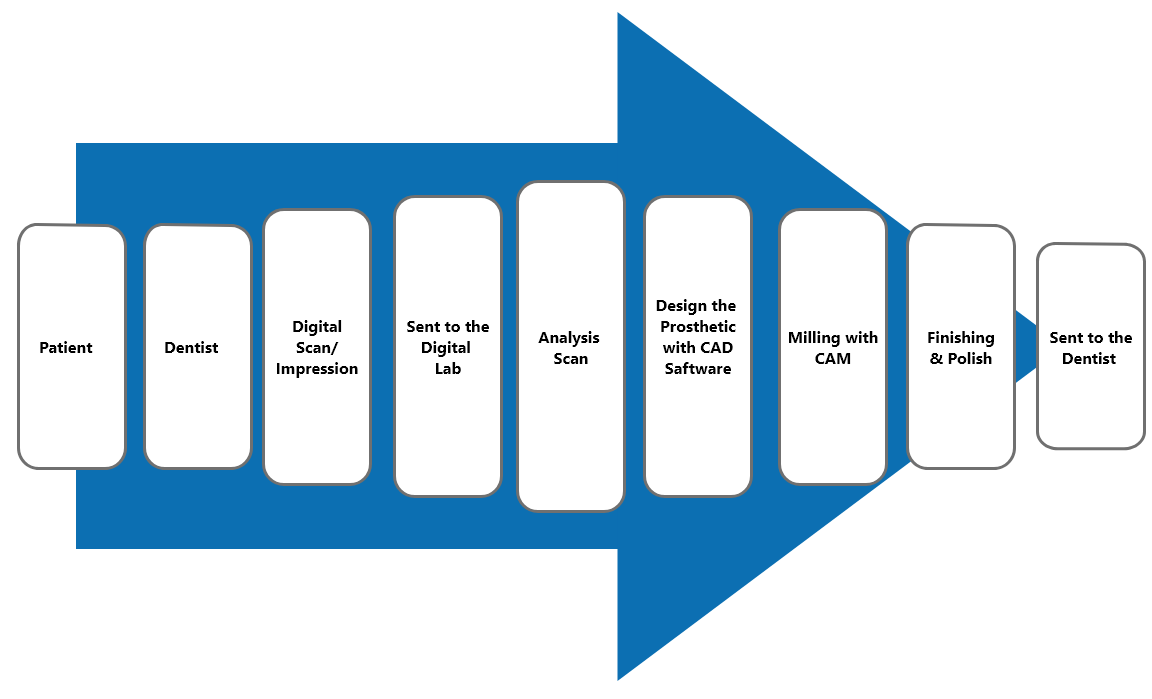 Patient
Dentist
Digital
Scan/
Impression
Sent to the
Digital
Lab
Analysis
Scan
Design the
Prosthetic
with CAD
Saftware
Milling with
CAM
Finishing
& Polish
Sent to the
Dentist